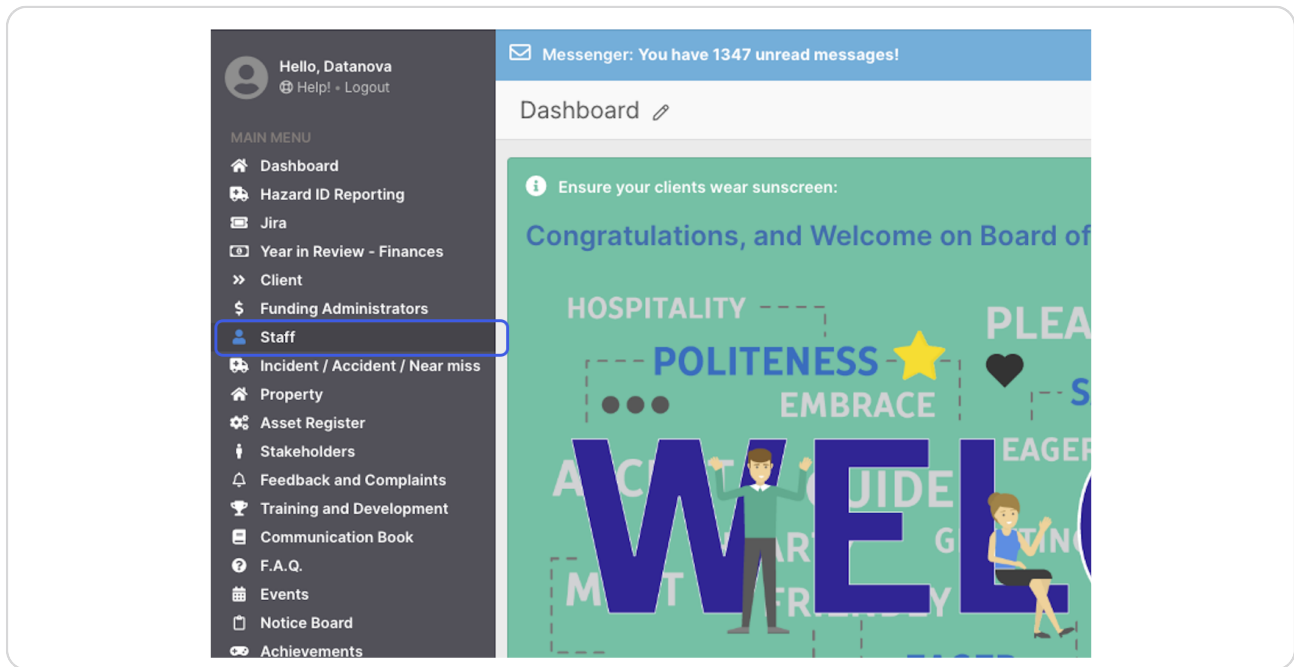 Hello, Datanova
Help! • Logout
MAIN MENU
Dashboard
Hazard ID Reporting
Jira
Year in Review - Finances
Client
Funding Administrators
Staff
Incident / Accident / Near miss
Property
Asset Register
Stakeholders
Feedback and Complaints
Training and Development
Communication Book
F.A.Q.
Events
Notice Board
Achievements
Messenger: You have 1347 unread messages!
Dashboard
Ensure your clients wear sunscreen:
Congratulations, and Welcome on Board of
HOSPITALITY
PLEA
POLITENESS
S
EMBRACE
EAGER
WEL